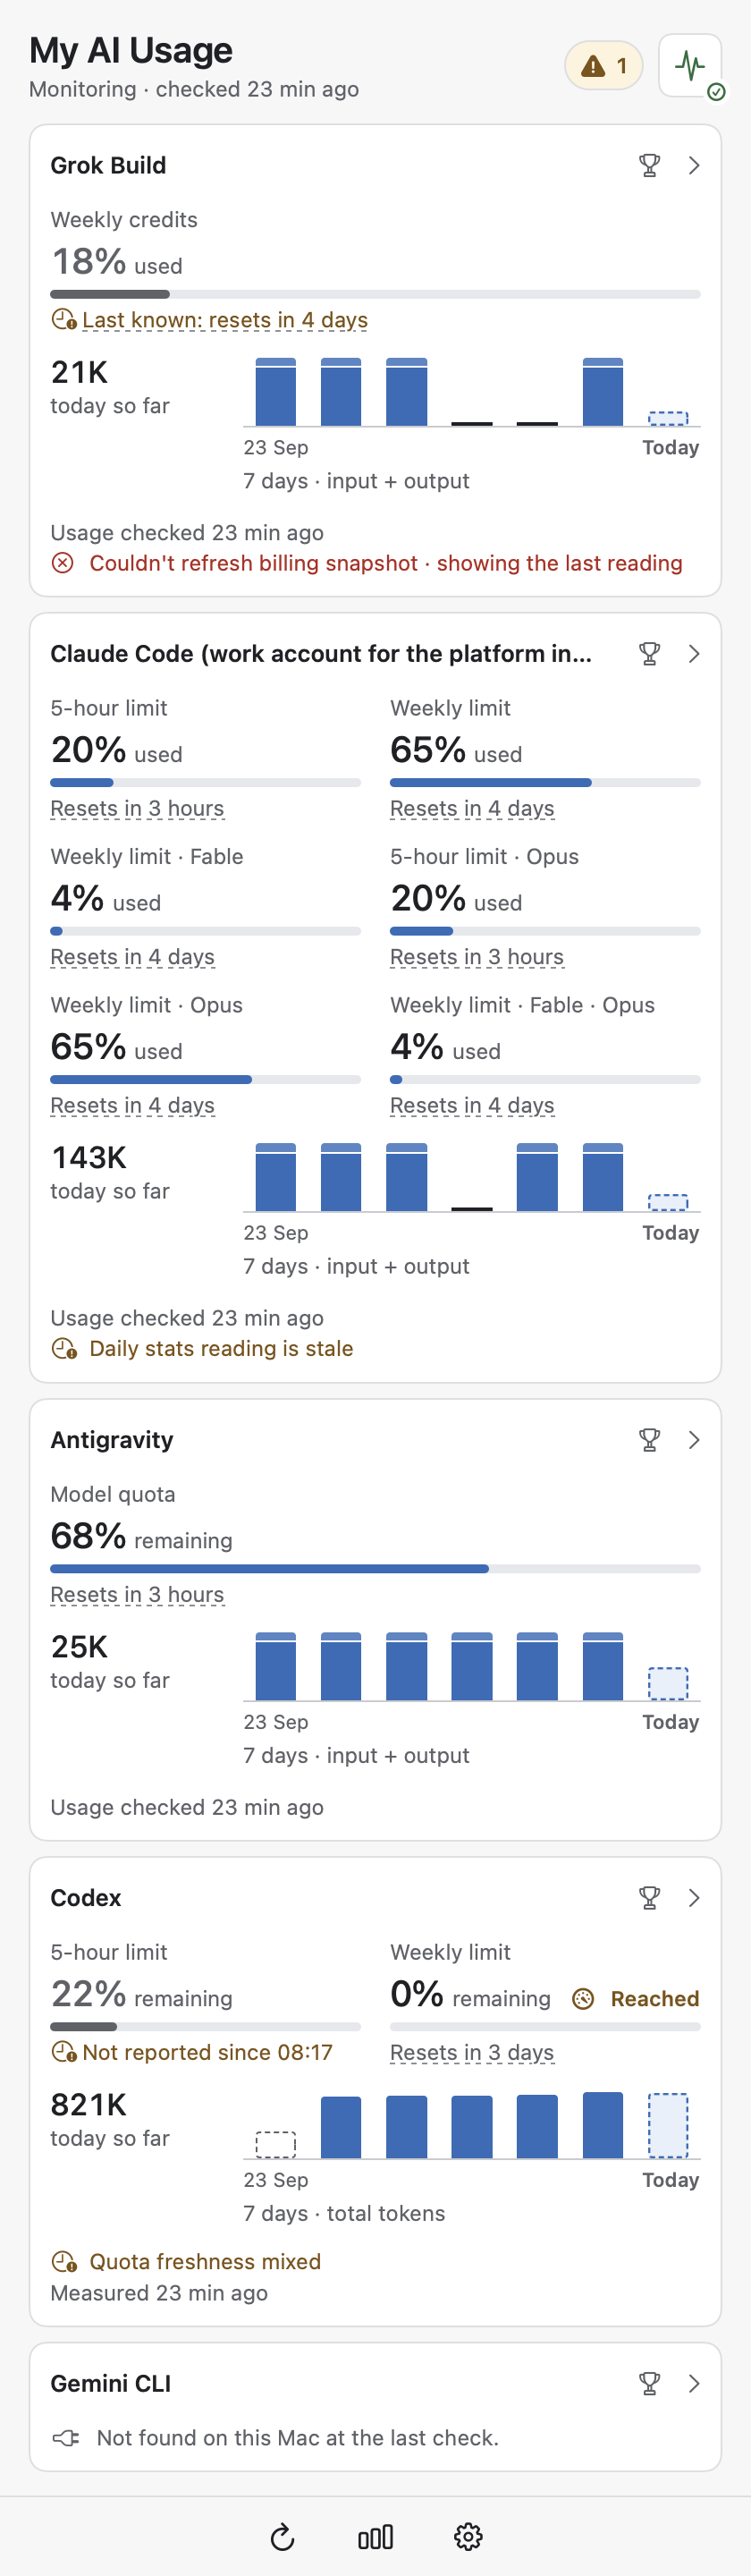 My AI Usage
Monitoring · checked 23 min ago
1
Grok Build
Weekly credits
18% used
Last known: resets in 4 days
21K
today so far
23 Sep
Today
7 days · input + output
Usage checked 23 min ago
Couldn't refresh billing snapshot · showing the last reading
Claude Code (work account for the platform in...
5-hour limit
20% used
Resets in 3 hours
Weekly limit
65% used
Resets in 4 days
Weekly limit · Fable
4% used
Resets in 4 days
5-hour limit · Opus
20% used
Resets in 3 hours
Weekly limit · Opus
65% used
Resets in 4 days
Weekly limit · Fable · Opus
4% used
Resets in 4 days
143K
today so far
23 Sep
Today
7 days · input + output
Usage checked 23 min ago
Daily stats reading is stale
Antigravity
Model quota
68% remaining
Resets in 3 hours
25K
today so far
23 Sep
Today
7 days · input + output
Usage checked 23 min ago
Codex
5-hour limit
22% remaining
Not reported since 08:17
Weekly limit
0% remaining
Reached
Resets in 3 days
821K
today so far
23 Sep
Today
7 days · total tokens
Quota freshness mixed
Measured 23 min ago
Gemini CLI
Not found on this Mac at the last check.